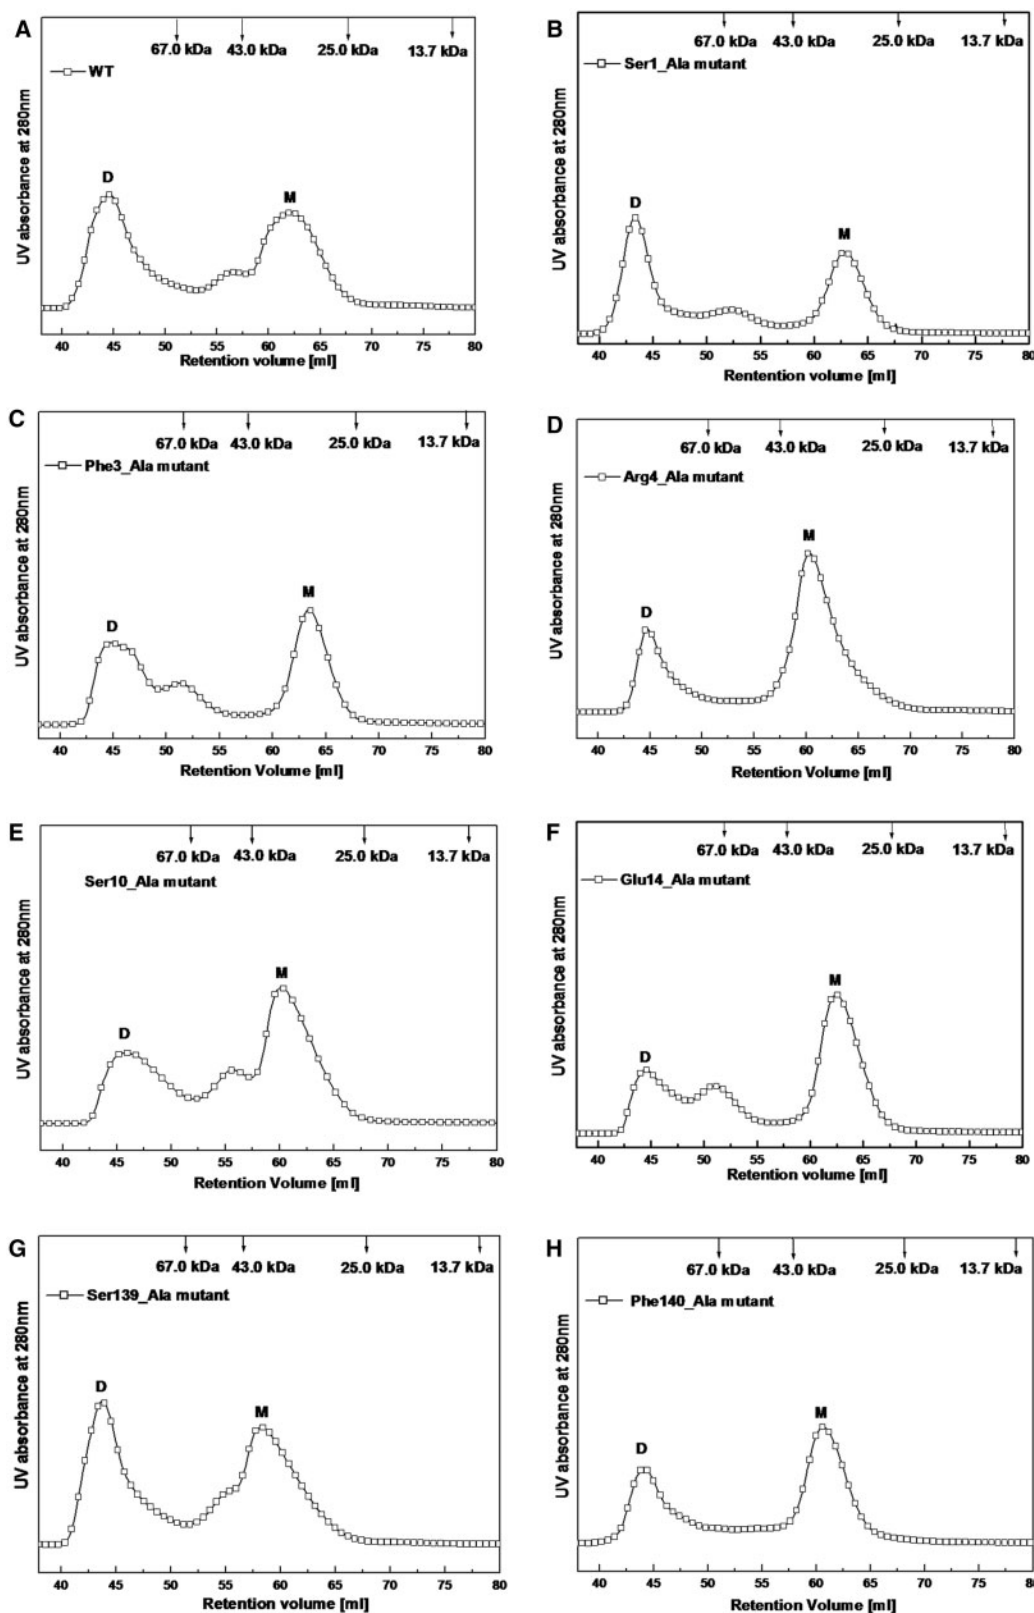 A
67.0 kDa 43.0 kDa 25.0 kDa 13.7 kDa
WT
D
M
UV absorbance at 280nm
40 45 50 55 60 65 70 75 80
Retention volume [ml]
B
67.0 kDa 43.0 kDa 25.0 kDa 13.7 kDa
Ser1_Ala mutant
D
M
UV absorbance at 280nm
40 45 50 55 60 65 70 75 80
Rentention volume [ml]
C
67.0 kDa 43.0 kDa 25.0 kDa 13.7 kDa
Phe3_Ala mutant
D
M
UV absorbance at 280nm
40 45 50 55 60 65 70 75 80
Retention Volume [ml]
D
67.0 kDa 43.0 kDa 25.0 kDa 13.7 kDa
Arg4_Ala mutant
M
D
UV absorbance at 280nm
40 45 50 55 60 65 70 75 80
Retention Volume [ml]
E
67.0 kDa 43.0 kDa 25.0 kDa 13.7 kDa
Ser10_Ala mutant
M
D
UV absorbance at 280nm
40 45 50 55 60 65 70 75 80
Retention Volume [ml]
F
67.0 kDa 43.0 kDa 25.0 kDa 13.7 kDa
Glu14_Ala mutant
M
D
UV absorbance at 280nm
40 45 50 55 60 65 70 75 80
Retention Volume [ml]
G
67.0 kDa 43.0 kDa 25.0 kDa 13.7 kDa
Ser139_Ala mutant
D
M
UV absorbance at 280nm
40 45 50 55 60 65 70 75 80
Retention volume [ml]
H
67.0 kDa 43.0 kDa 25.0 kDa 13.7 kDa
Phe140_Ala mutant
M
D
UV absorbance at 280nm
40 45 50 55 60 65 70 75 80
Retention Volume [ml]